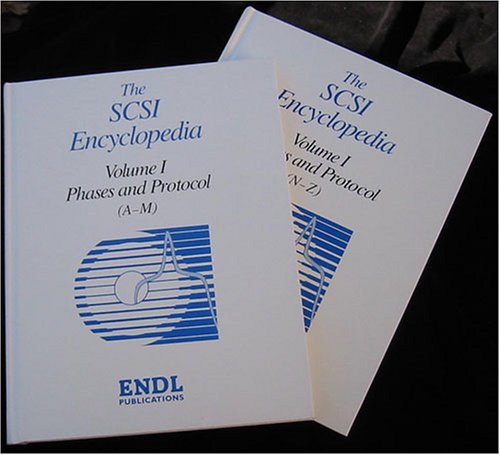 The
SCSI
Encyclopedia
Volume I
Phases and Protocol
(A–M)
ENDL
PUBLICATIONS
The
SCSI
Encyclopedia
Volume I
and Protocol
(N–Z)